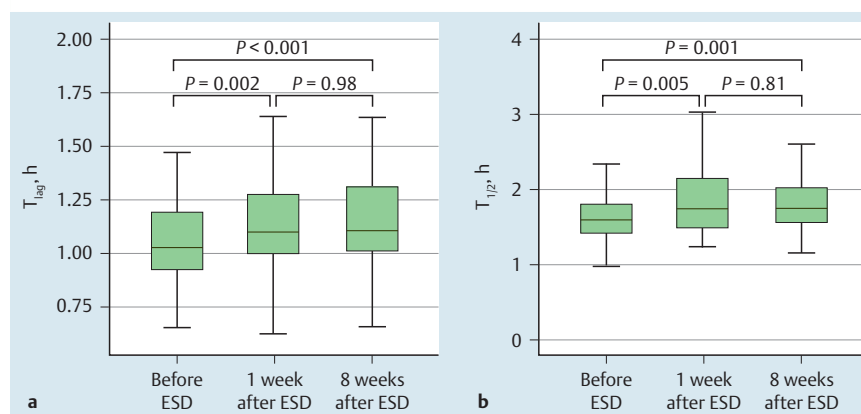 2.00
1.75
1.50
1.25
1.00
0.75
T lag, h
P < 0.001
P = 0.002
P = 0.98
Before ESD
1 week after ESD
8 weeks after ESD
a
4
3
2
1
0
T 1/2, h
P = 0.001
P = 0.005
P = 0.81
Before ESD
1 week after ESD
8 weeks after ESD
b